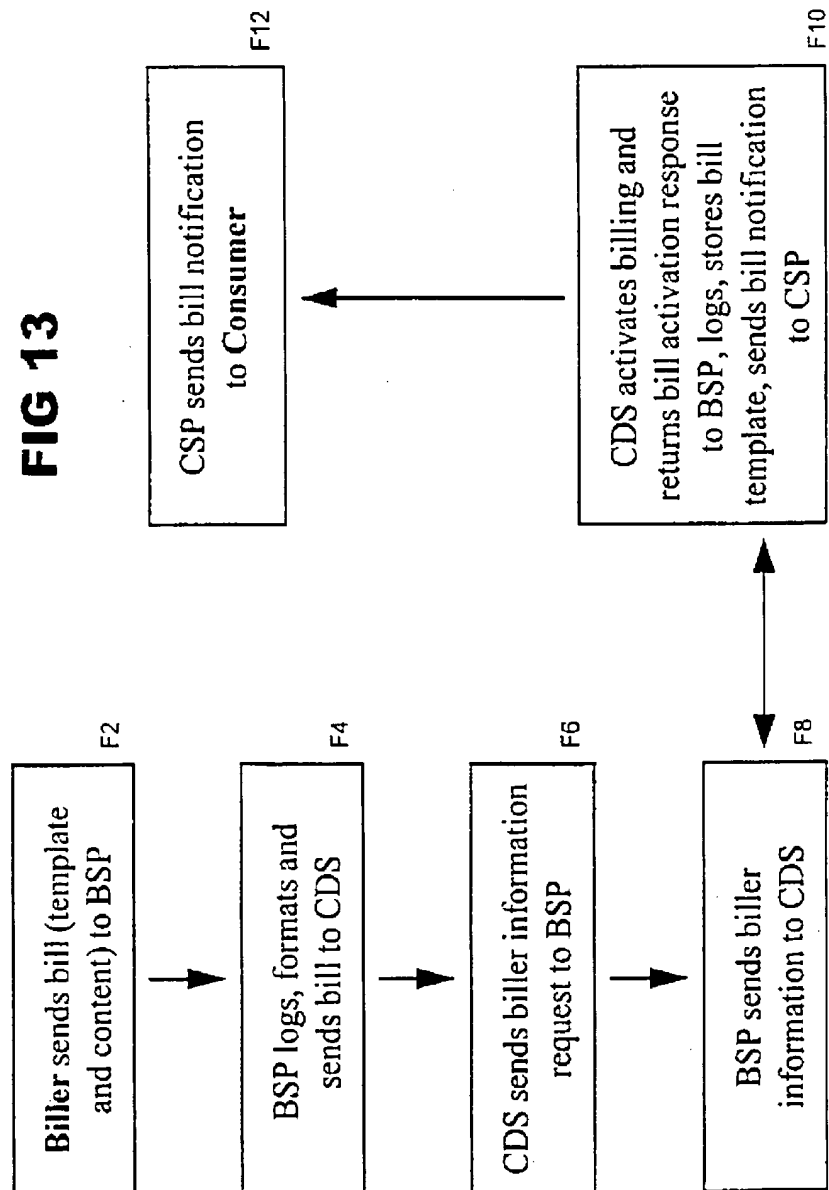 FIG 13
Biller sends bill (template
and content) to BSP
F2
BSP logs, formats and
sends bill to CDS
F4
CDS sends biller information
request to BSP
F6
BSP sends biller
information to CDS
F8
CDS activates billing and
returns bill activation response
to BSP, logs, stores bill
template, sends bill notification
to CSP
F10
CSP sends bill notification
to Consumer
F12